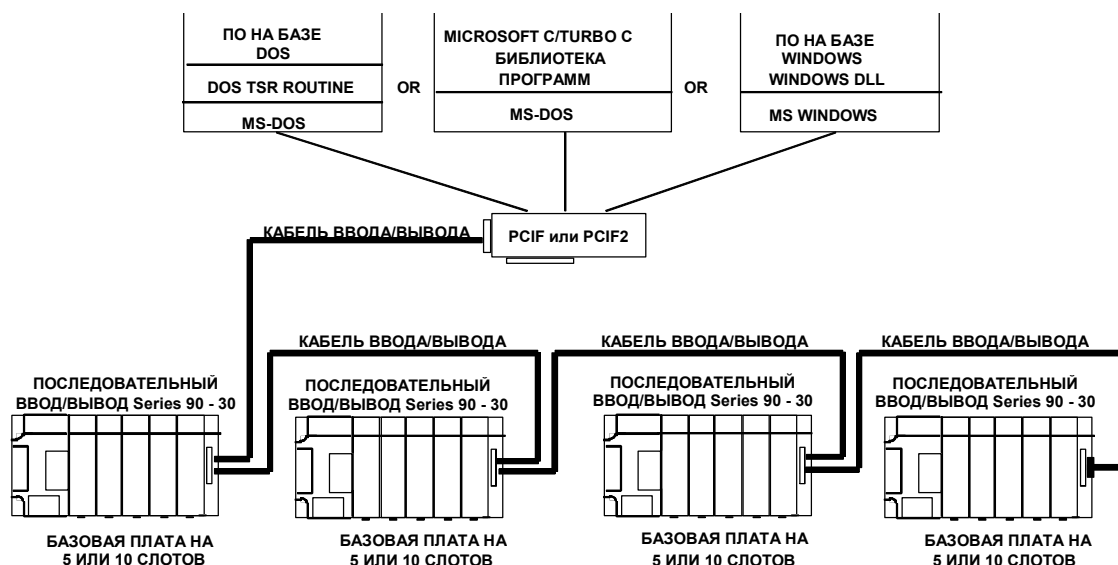 ПО НА БАЗЕ
DOS
DOS TSR ROUTINE
MS-DOS
OR
MICROSOFT C/TURBO C
БИБЛИОТЕКА
ПРОГРАММ
MS-DOS
OR
ПО НА БАЗЕ
WINDOWS
WINDOWS DLL
MS WINDOWS
КАБЕЛЬ ВВОДА/ВЫВОДА
PCIF или PCIF2
КАБЕЛЬ ВВОДА/ВЫВОДА
КАБЕЛЬ ВВОДА/ВЫВОДА
КАБЕЛЬ ВВОДА/ВЫВОДА
ПОСЛЕДОВАТЕЛЬНЫЙ
ВВОД/ВЫВОД Series 90 - 30
ПОСЛЕДОВАТЕЛЬНЫЙ
ВВОД/ВЫВОД Series 90 - 30
ПОСЛЕДОВАТЕЛЬНЫЙ
ВВОД/ВЫВОД Series 90 - 30
ПОСЛЕДОВАТЕЛЬНЫЙ
ВВОД/ВЫВОД Series 90 - 30
БАЗОВАЯ ПЛАТА НА
5 ИЛИ 10 СЛОТОВ
БАЗОВАЯ ПЛАТА НА
5 ИЛИ 10 СЛОТОВ
БАЗОВАЯ ПЛАТА НА
5 ИЛИ 10 СЛОТОВ
БАЗОВАЯ ПЛАТА НА
5 ИЛИ 10 СЛОТОВ